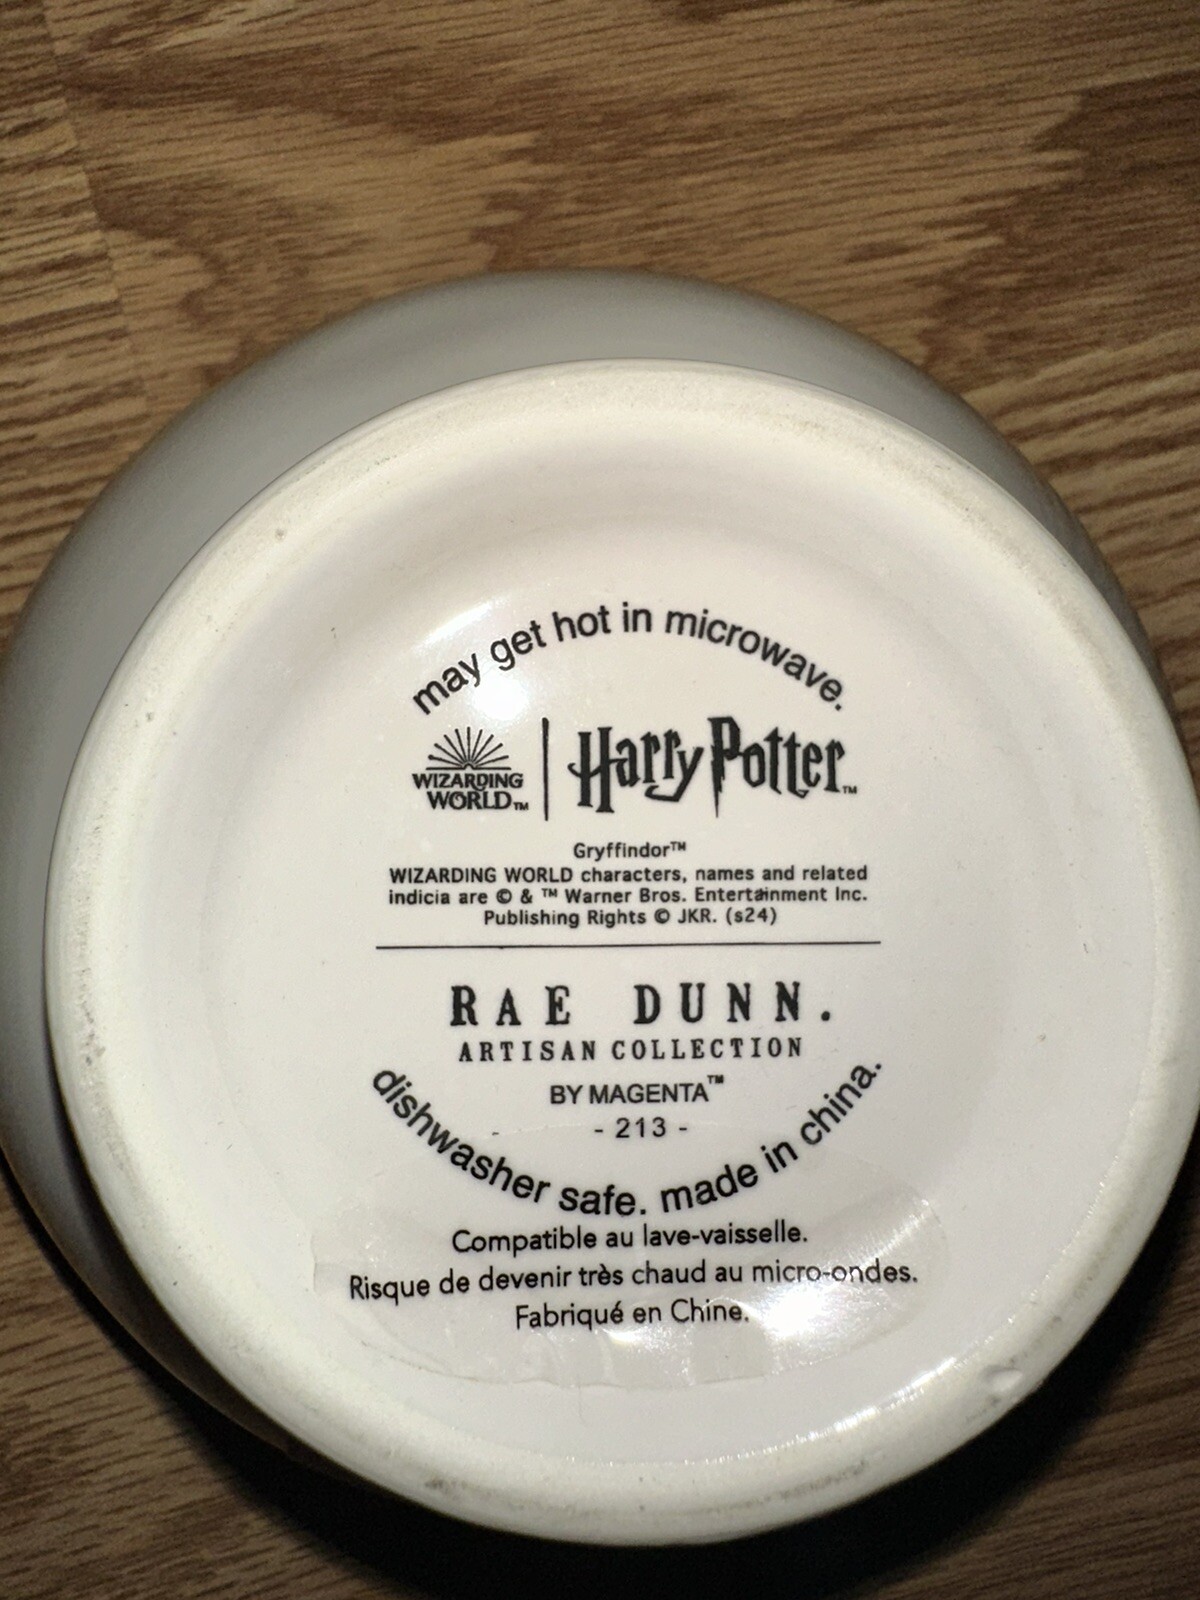 may get hot in microwave.
WIZARDING
WORLD™
Harry Potter™
Gryffindor™
WIZARDING WORLD characters, names and related
indicia are © & ™ Warner Bros. Entertainment Inc.
Publishing Rights © JKR. (s24)
RAE DUNN.
ARTISAN COLLECTION
BY MAGENTA™
- 213 -
dishwasher safe. made in china.
Compatible au lave-vaisselle.
Risque de devenir très chaud au micro-ondes.
Fabriqué en Chine.